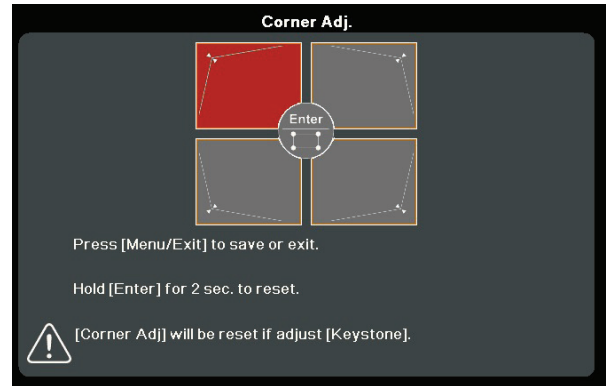 Corner Adj.
Enter
Press [Menu/Exit] to save or exit.
Hold [Enter] for 2 sec. to reset.
[Corner Adj] will be reset if adjust [Keystone].